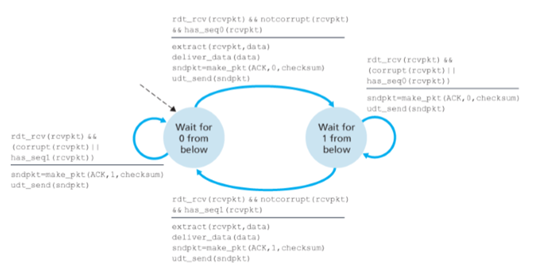 rdt_rcv(rcvpkt) && notcorrupt(rcvpkt)
&& has_seq0(rcvpkt)
extract(rcvpkt,data)
deliver_data(data)
sndpkt=make_pkt(ACK,0,checksum)
udt_send(sndpkt)
rdt_rcv(rcvpkt) &&
(corrupt(rcvpkt)||
has_seq0(rcvpkt))
sndpkt=make_pkt(ACK,0,checksum)
udt_send(sndpkt)
Wait for
0 from
below
Wait for
1 from
below
rdt_rcv(rcvpkt) &&
(corrupt(rcvpkt)||
has_seq1(rcvpkt))
sndpkt=make_pkt(ACK,1,checksum)
udt_send(sndpkt)
rdt_rcv(rcvpkt) && notcorrupt(rcvpkt)
&& has_seq1(rcvpkt)
extract(rcvpkt,data)
deliver_data(data)
sndpkt=make_pkt(ACK,1,checksum)
udt_send(sndpkt)